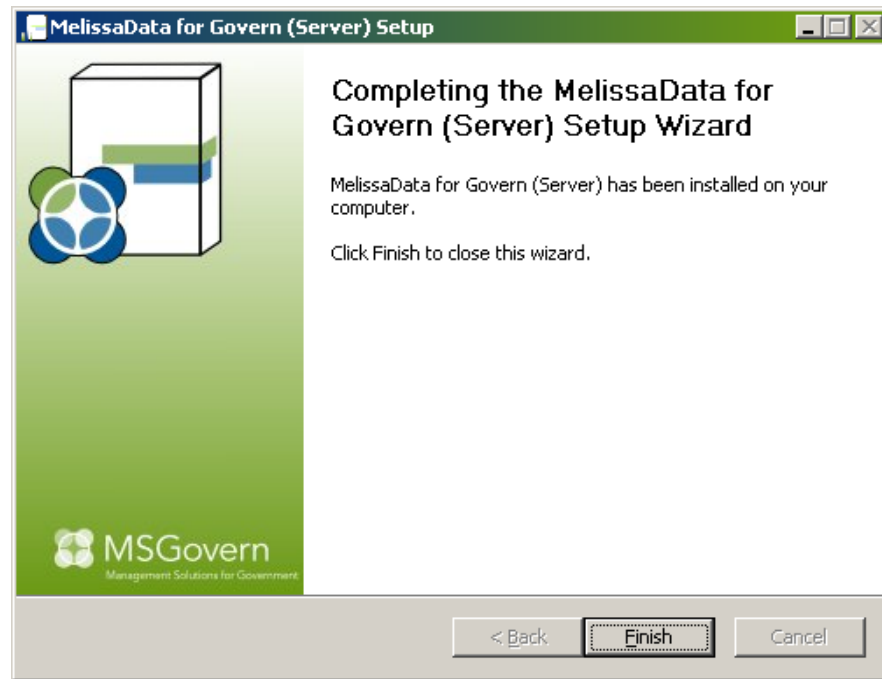 MelissaData for Govern (Server) Setup
Completing the MelissaData for
Govern (Server) Setup Wizard
MelissaData for Govern (Server) has been installed on your
computer.
Click Finish to close this wizard.
MSGovern
Management Solutions for Government
< Back
Finish
Cancel